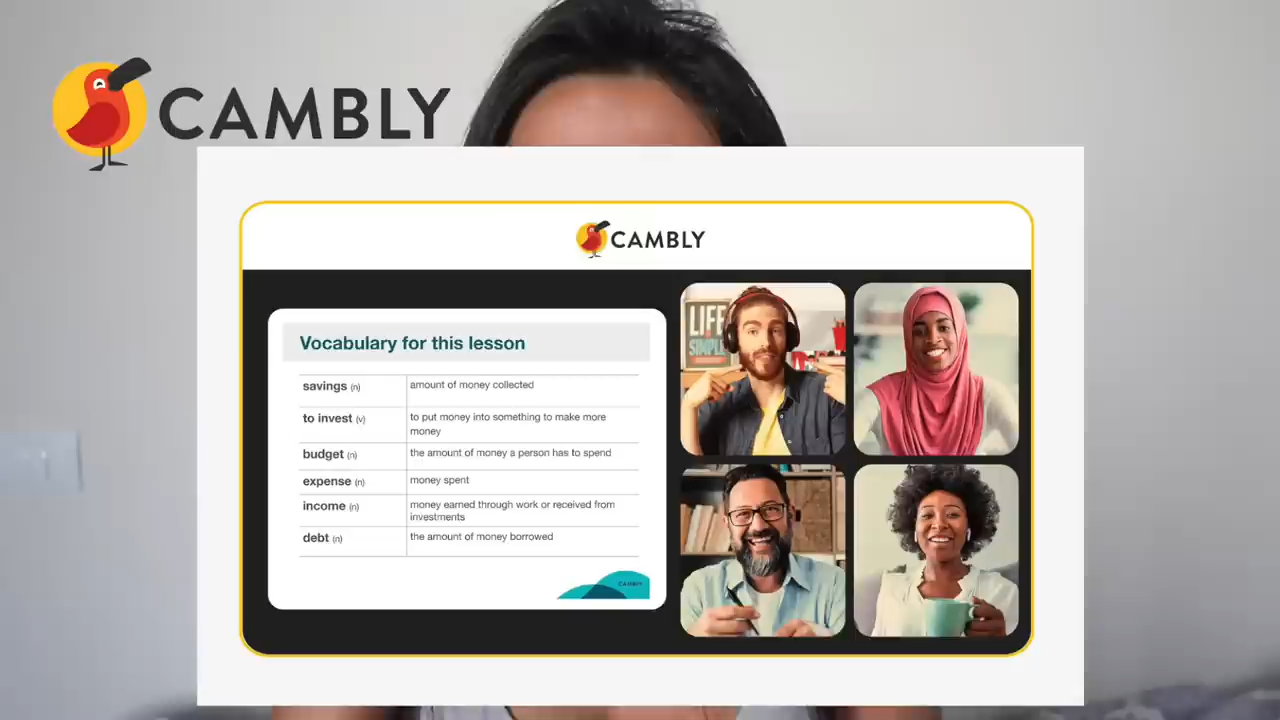 CAMBLY
CAMBLY
LIFE
SIMPLE
Vocabulary for this lesson
savings (n) amount of money collected
to invest (v) to put money into something to make more
money
budget (n) the amount of money a person has to spend
expense (n) money spent
income (n) money earned through work or received from
investments
debt (n) the amount of money borrowed
CAMBLY